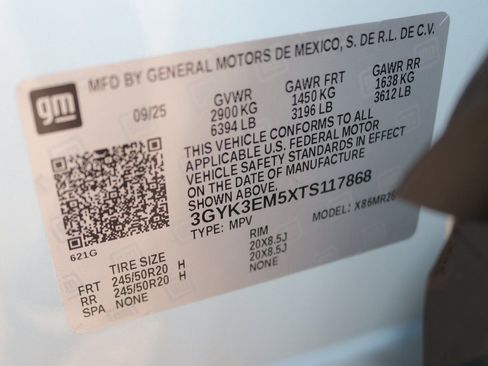 MFD BY GENERAL MOTORS DE MEXICO, S. DE R.L. DE C.V.
gm
09/25
GVWR
2900 KG
6394 LB
GAWR FRT
1450 KG
3196 LB
GAWR RR
1638 KG
3612 LB
THIS VEHICLE CONFORMS TO ALL
APPLICABLE U.S. FEDERAL MOTOR
VEHICLE SAFETY STANDARDS IN EFFECT
ON THE DATE OF MANUFACTURE
SHOWN ABOVE.
3GYK3EM5XTS117868
TYPE: MPV
MODEL: X86MR26
621G
TIRE SIZE
RIM
FRT 245/50R20 H 20X8.5J
RR 245/50R20 H 20X8.5J
SPA NONE NONE